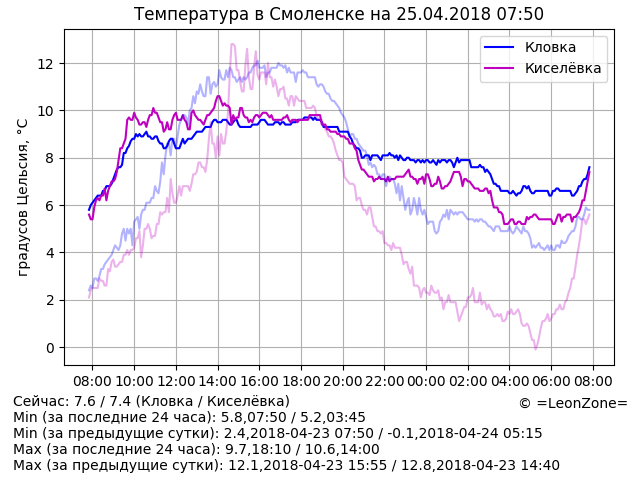 Температура в Смоленске на 25.04.2018 07:50
Кловка
Киселёвка
градусов Цельсия, °C
12
10
8
6
4
2
0
08:00 10:00 12:00 14:00 16:00 18:00 20:00 22:00 00:00 02:00 04:00 06:00 08:00
Сейчас: 7.6 / 7.4 (Кловка / Киселёвка)
© =LeonZone=
Min (за последние 24 часа): 5.8,07:50 / 5.2,03:45
Min (за предыдущие сутки): 2.4,2018-04-23 07:50 / -0.1,2018-04-24 05:15
Max (за последние 24 часа): 9.7,18:10 / 10.6,14:00
Max (за предыдущие сутки): 12.1,2018-04-23 15:55 / 12.8,2018-04-23 14:40